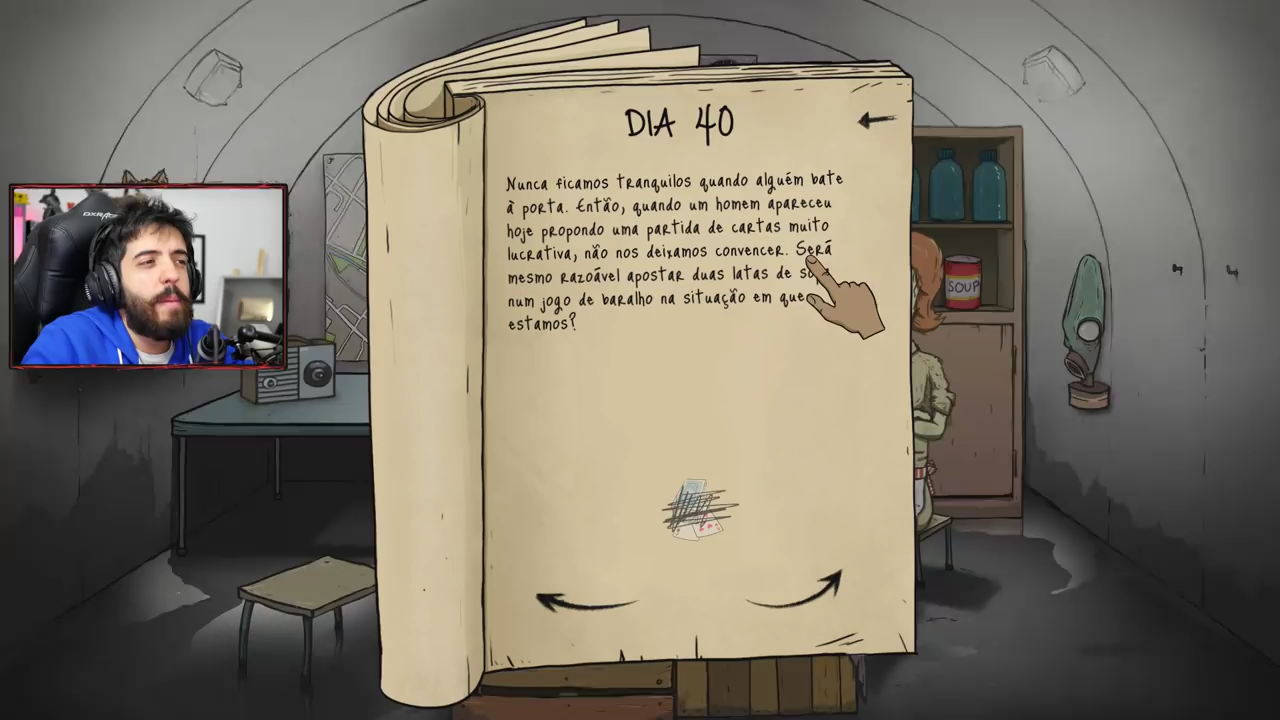 DIA 40
Nunca ficamos tranquilos quando alguém bate
à porta. Então, quando um homem apareceu
hoje propondo uma partida de cartas muito
lucrativa, não nos deixamos convencer. Será
mesmo razoável apostar duas latas de
num jogo de baralho na situação em que
estamos?
SOUP